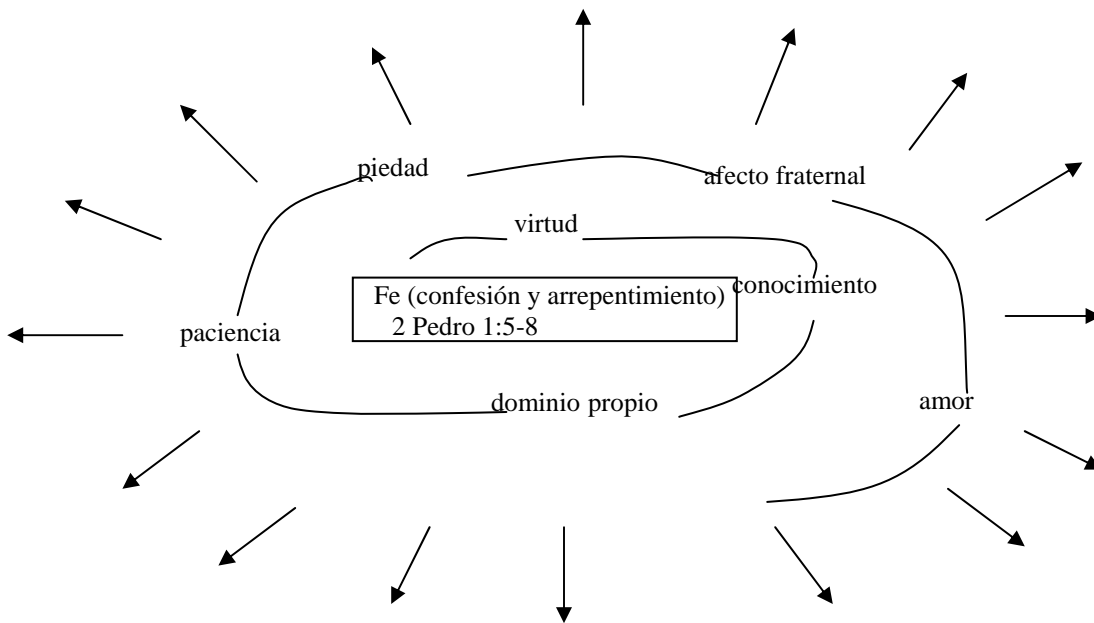 piedad
afecto fraternal
virtud
conocimiento
Fe (confesión y arrepentimiento)
2 Pedro 1:5-8
paciencia
dominio propio
amor